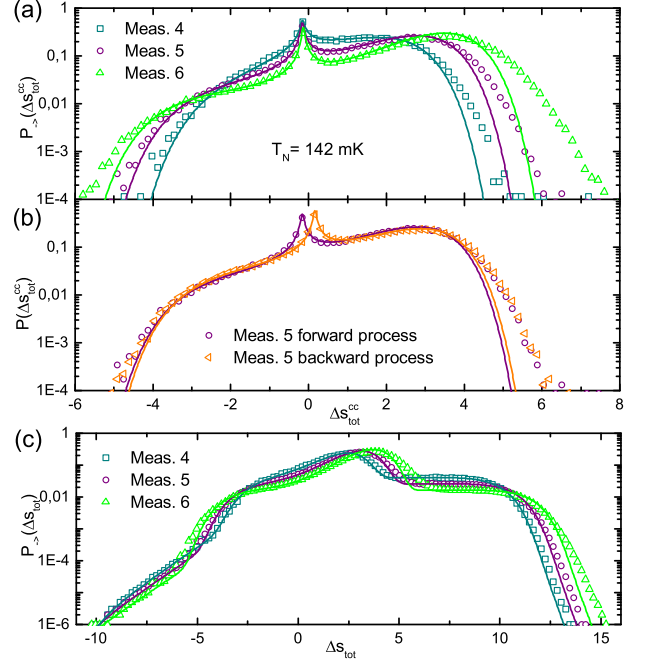 (a)
1
0,1
0,01
1E-3
1E-4
P_->(Δs_tot^cc)
Meas. 4
Meas. 5
Meas. 6
T_N= 142 mK
(b)
0,1
0,01
1E-3
1E-4
P(Δs_tot^cc)
Meas. 5 forward process
Meas. 5 backward process
-6 -4 -2 0 2 4 6 8
Δs_tot^cc
(c)
1
0,01
1E-4
1E-6
P_->(Δs_tot)
Meas. 4
Meas. 5
Meas. 6
-10 -5 0 5 10 15
Δs_tot